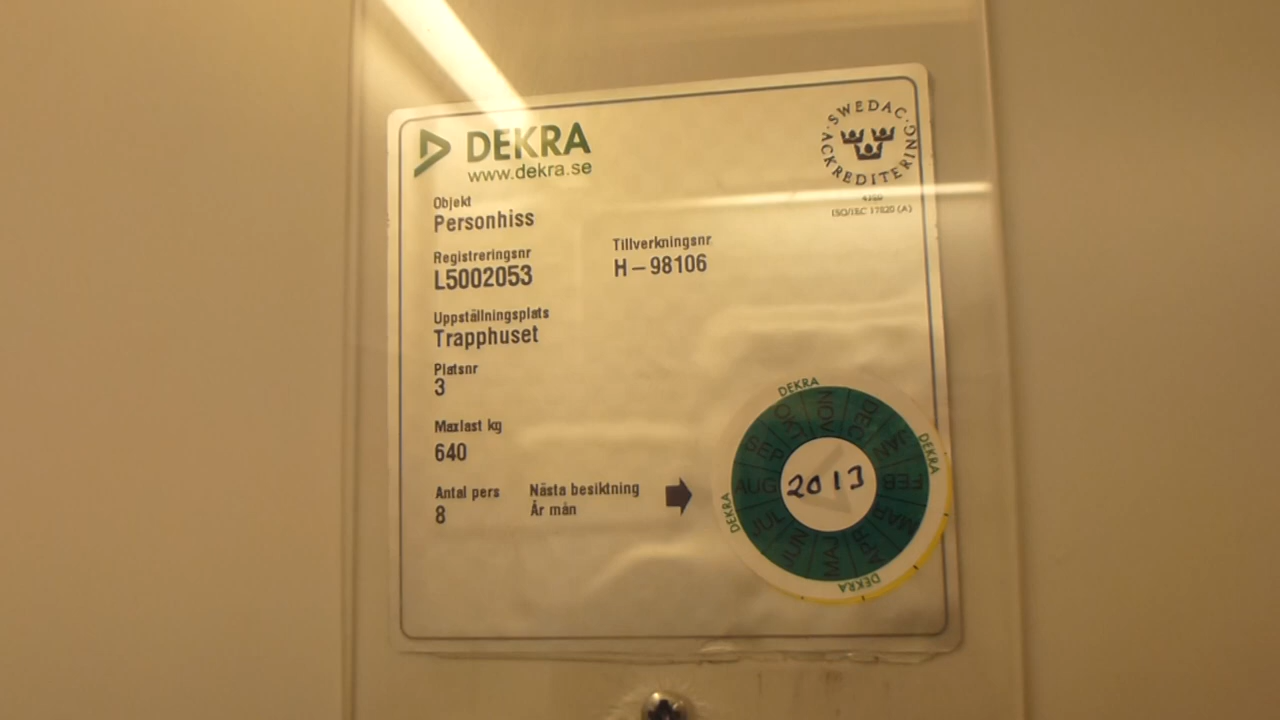 DEKRA
www.dekra.se
SWEDAC
ACKREDITERING
ISO/IEC 17020 (A)
Objekt
Personhiss
Registreringsnr
L5002053
Tillverkningsnr
H-98106
Uppställningsplats
Trapphuset
Platsnr
3
Maxlast kg
640
Antal pers
8
Nästa besiktning
År mån
2013
JAN
FEB
MAR
APR
MAJ
JUN
JUL
AUG
SEP
OKT
NOV
DEC
DEKRA
DEKRA
DEKRA
DEKRA